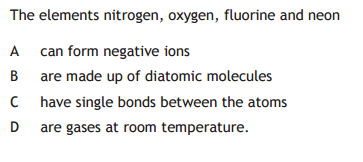 The elements nitrogen, oxygen, fluorine and neon
A can form negative ions
B are made up of diatomic molecules
C have single bonds between the atoms
D are gases at room temperature.